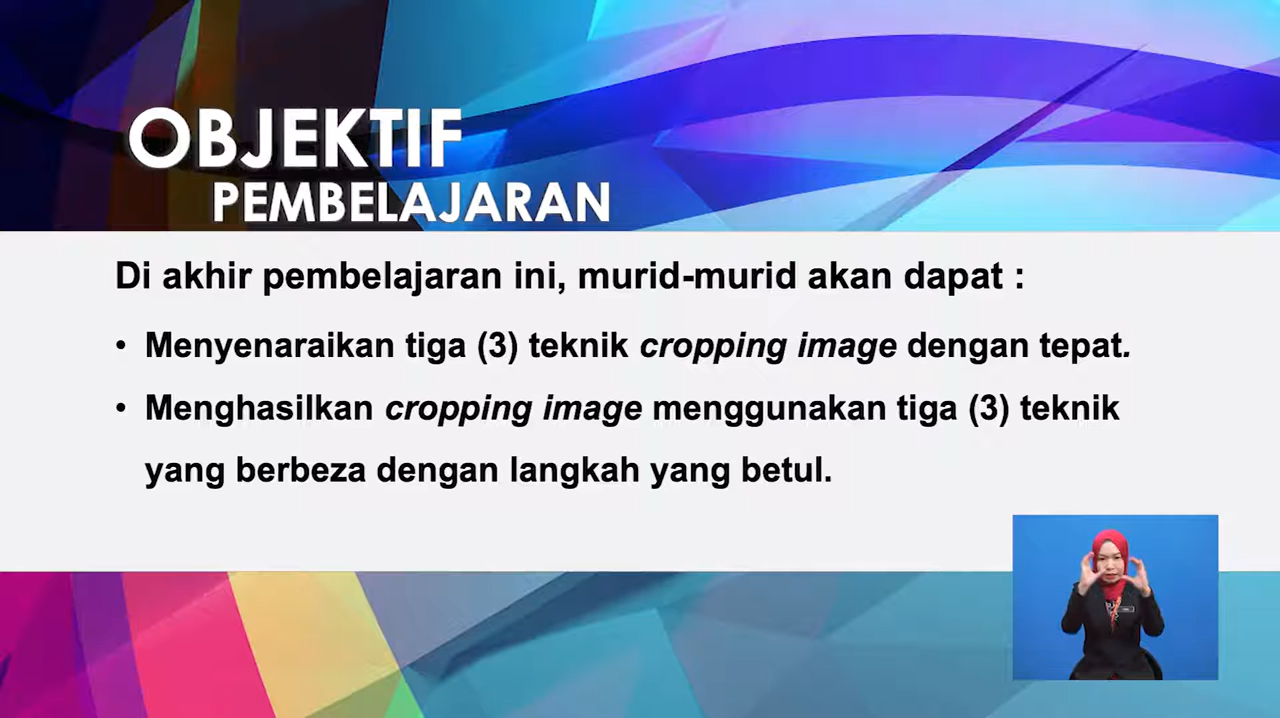 OBJEKTIF
PEMBELAJARAN
Di akhir pembelajaran ini, murid-murid akan dapat :
• Menyenaraikan tiga (3) teknik cropping image dengan tepat.
• Menghasilkan cropping image menggunakan tiga (3) teknik
yang berbeza dengan langkah yang betul.